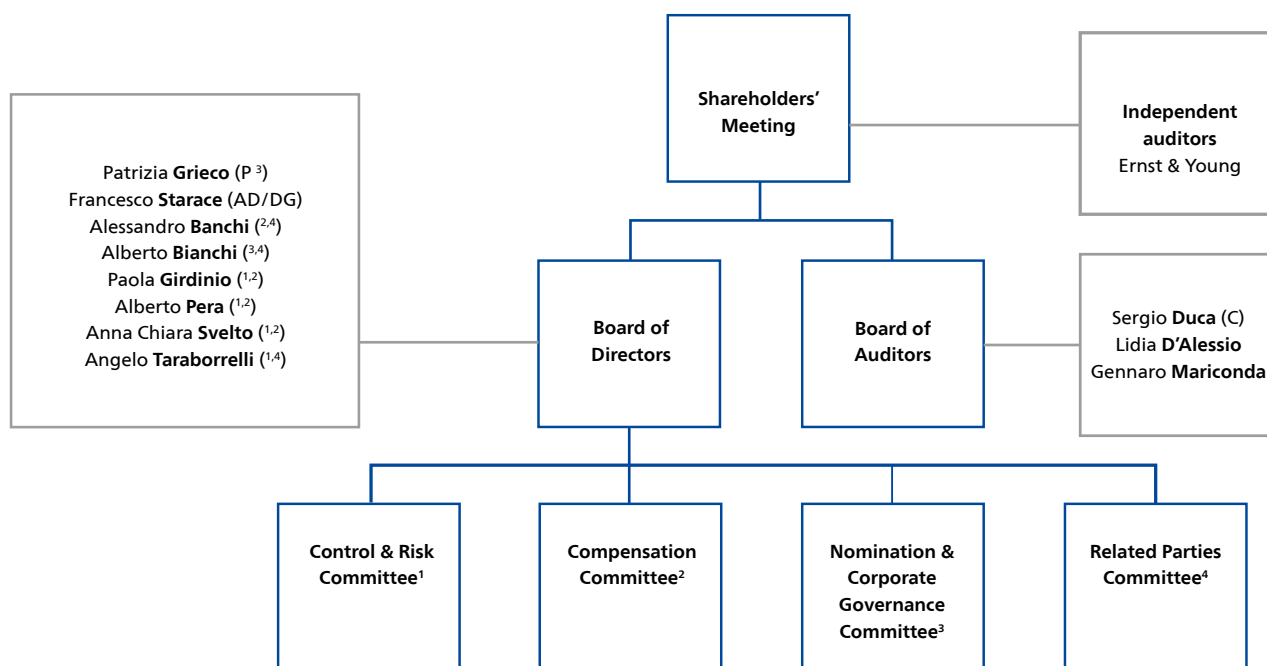 Shareholders’
Meeting
Independent
auditors
Ernst & Young
Patrizia Grieco (P ³)
Francesco Starace (AD/DG)
Alessandro Banchi (²,⁴)
Alberto Bianchi (³,⁴)
Paola Girdinio (¹,²)
Alberto Pera (¹,²)
Anna Chiara Svelto (¹,²)
Angelo Taraborrelli (¹,⁴)
Board of
Directors
Board of
Auditors
Sergio Duca (C)
Lidia D’Alessio
Gennaro Mariconda
Control & Risk
Committee¹
Compensation
Committee²
Nomination &
Corporate
Governance
Committee³
Related Parties
Committee⁴